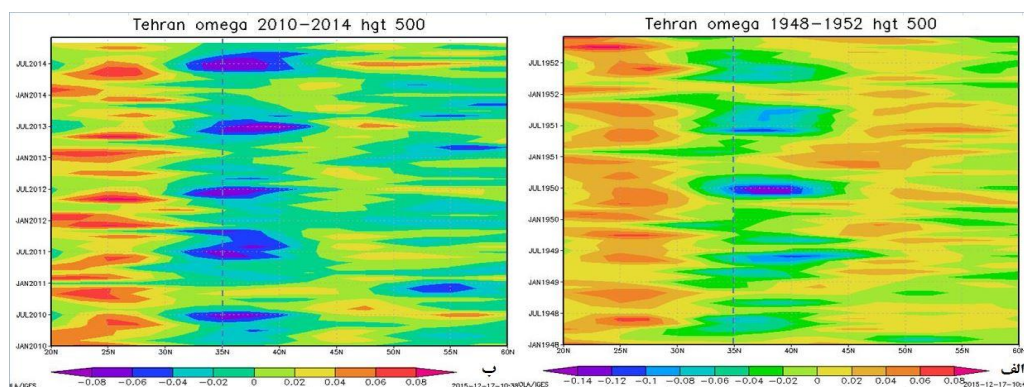 Tehran omega 2010-2014 hgt 500
JUL2014
JAN2014
JUL2013
JAN2013
JUL2012
JAN2012
JUL2011
JAN2011
JUL2010
JAN2010
20N 25N 30N 35N 40N 45N 50N 55N 60N
-0.08 -0.06 -0.04 -0.02 0 0.02 0.04 0.06 0.08
ب
Tehran omega 1948-1952 hgt 500
JUL1952
JAN1952
JUL1951
JAN1951
JUL1950
JAN1950
JUL1949
JAN1949
JUL1948
JAN1948
20N 25N 30N 35N 40N 45N 50N 55N 60N
-0.14 -0.12 -0.1 -0.08 -0.06 -0.04 -0.02 0 0.02 0.04 0.06 0.08
الف